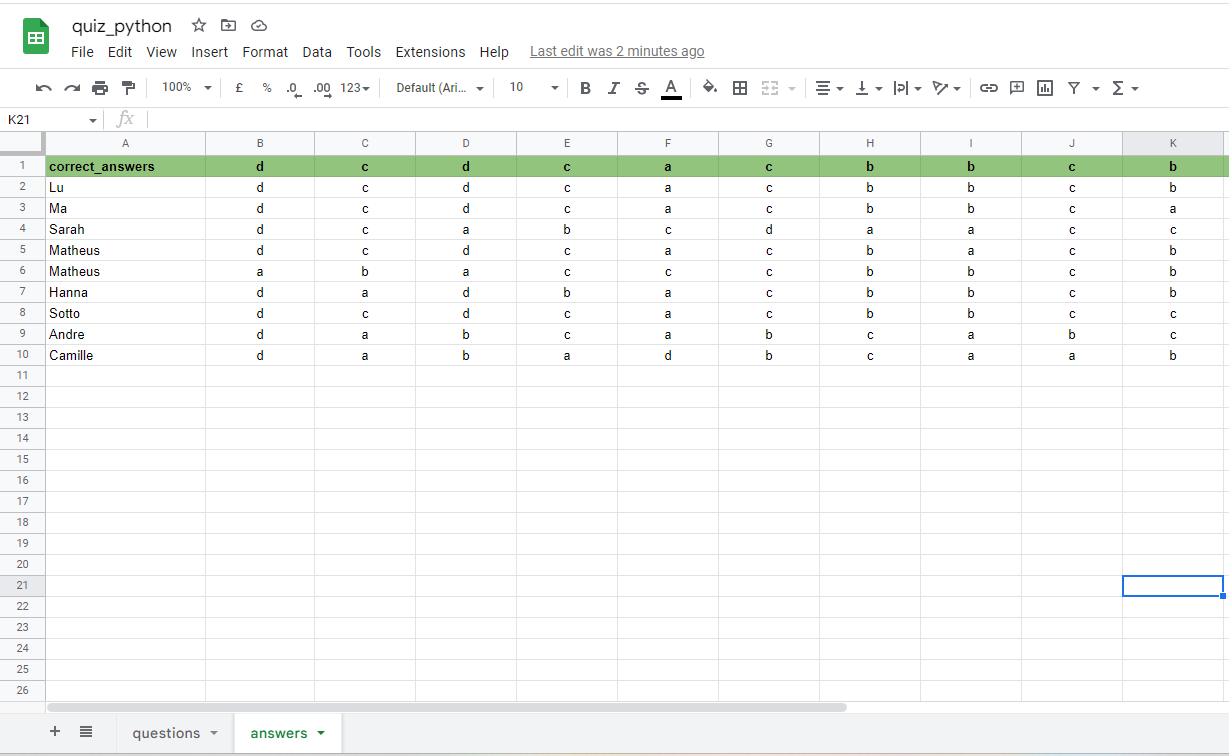 quiz_python
File Edit View Insert Format Data Tools Extensions Help Last edit was 2 minutes ago
100% £ % .0 .00 123 Default (Ari... 10 B I S A
K21 fx
A B C D E F G H I J K
1 correct_answers d c d c a c b b c b
2 Lu d c d c a c b b c b
3 Ma d c d c a c b b c a
4 Sarah d c a b c d a a c c
5 Matheus d c d c a c b a c b
6 Matheus a b a c c c b b c b
7 Hanna d a d b a c b b c b
8 Sotto d c d c a c b b c c
9 Andre d a b c a b c a b c
10 Camille d a b a d b c a a b
11
12
13
14
15
16
17
18
19
20
21
22
23
24
25
26
+ questions answers